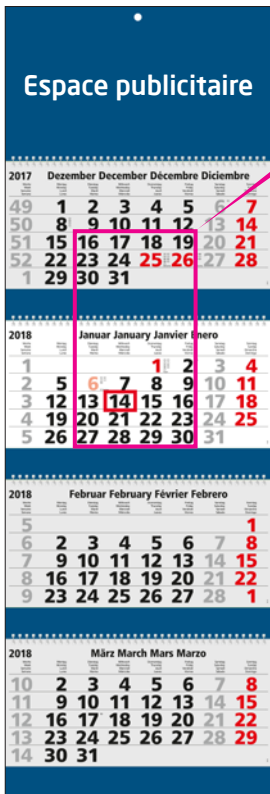 Espace publicitaire
2017 Dezember December Décembre Diciembre
49 1 2 3 4 5 6 7
50 8 9 10 11 12 13 14
51 15 16 17 18 19 20 21
52 22 23 24 25 26 27 28
1 29 30 31
2018 Januar January Janvier Enero
1 1 2 3 4
2 5 6 7 8 9 10 11
3 12 13 14 15 16 17 18
4 19 20 21 22 23 24 25
5 26 27 28 29 30 31
2018 Februar February Février Febrero
5 1
6 2 3 4 5 6 7 8
7 9 10 11 12 13 14 15
8 16 17 18 19 20 21 22
9 23 24 25 26 27 28 1
2018 März March Mars Marzo
10 2 3 4 5 6 7 8
11 9 10 11 12 13 14 15
12 16 17 18 19 20 21 22
13 23 24 25 26 27 28 29
14 30 31